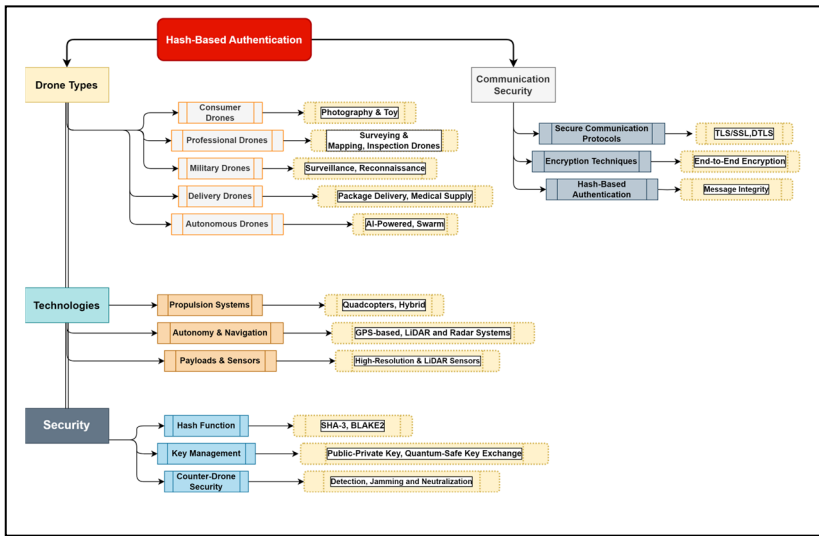 Hash-Based Authentication
Drone Types
Communication
Security
Consumer
Drones
Photography & Toy
Professional Drones
Surveying &
Mapping, Inspection Drones
Military Drones
Surveillance, Reconnaissance
Delivery Drones
Package Delivery, Medical Supply
Autonomous Drones
AI-Powered, Swarm
Secure Communication
Protocols
TLS/SSL,DTLS
Encryption Techniques
End-to-End Encryption
Hash-Based
Authentication
Message Integrity
Technologies
Propulsion Systems
Quadcopters, Hybrid
Autonomy & Navigation
GPS-based, LiDAR and Radar Systems
Payloads & Sensors
High-Resolution & LiDAR Sensors
Security
Hash Function
SHA-3, BLAKE2
Key Management
Public-Private Key, Quantum-Safe Key Exchange
Counter-Drone
Security
Detection, Jamming and Neutralization